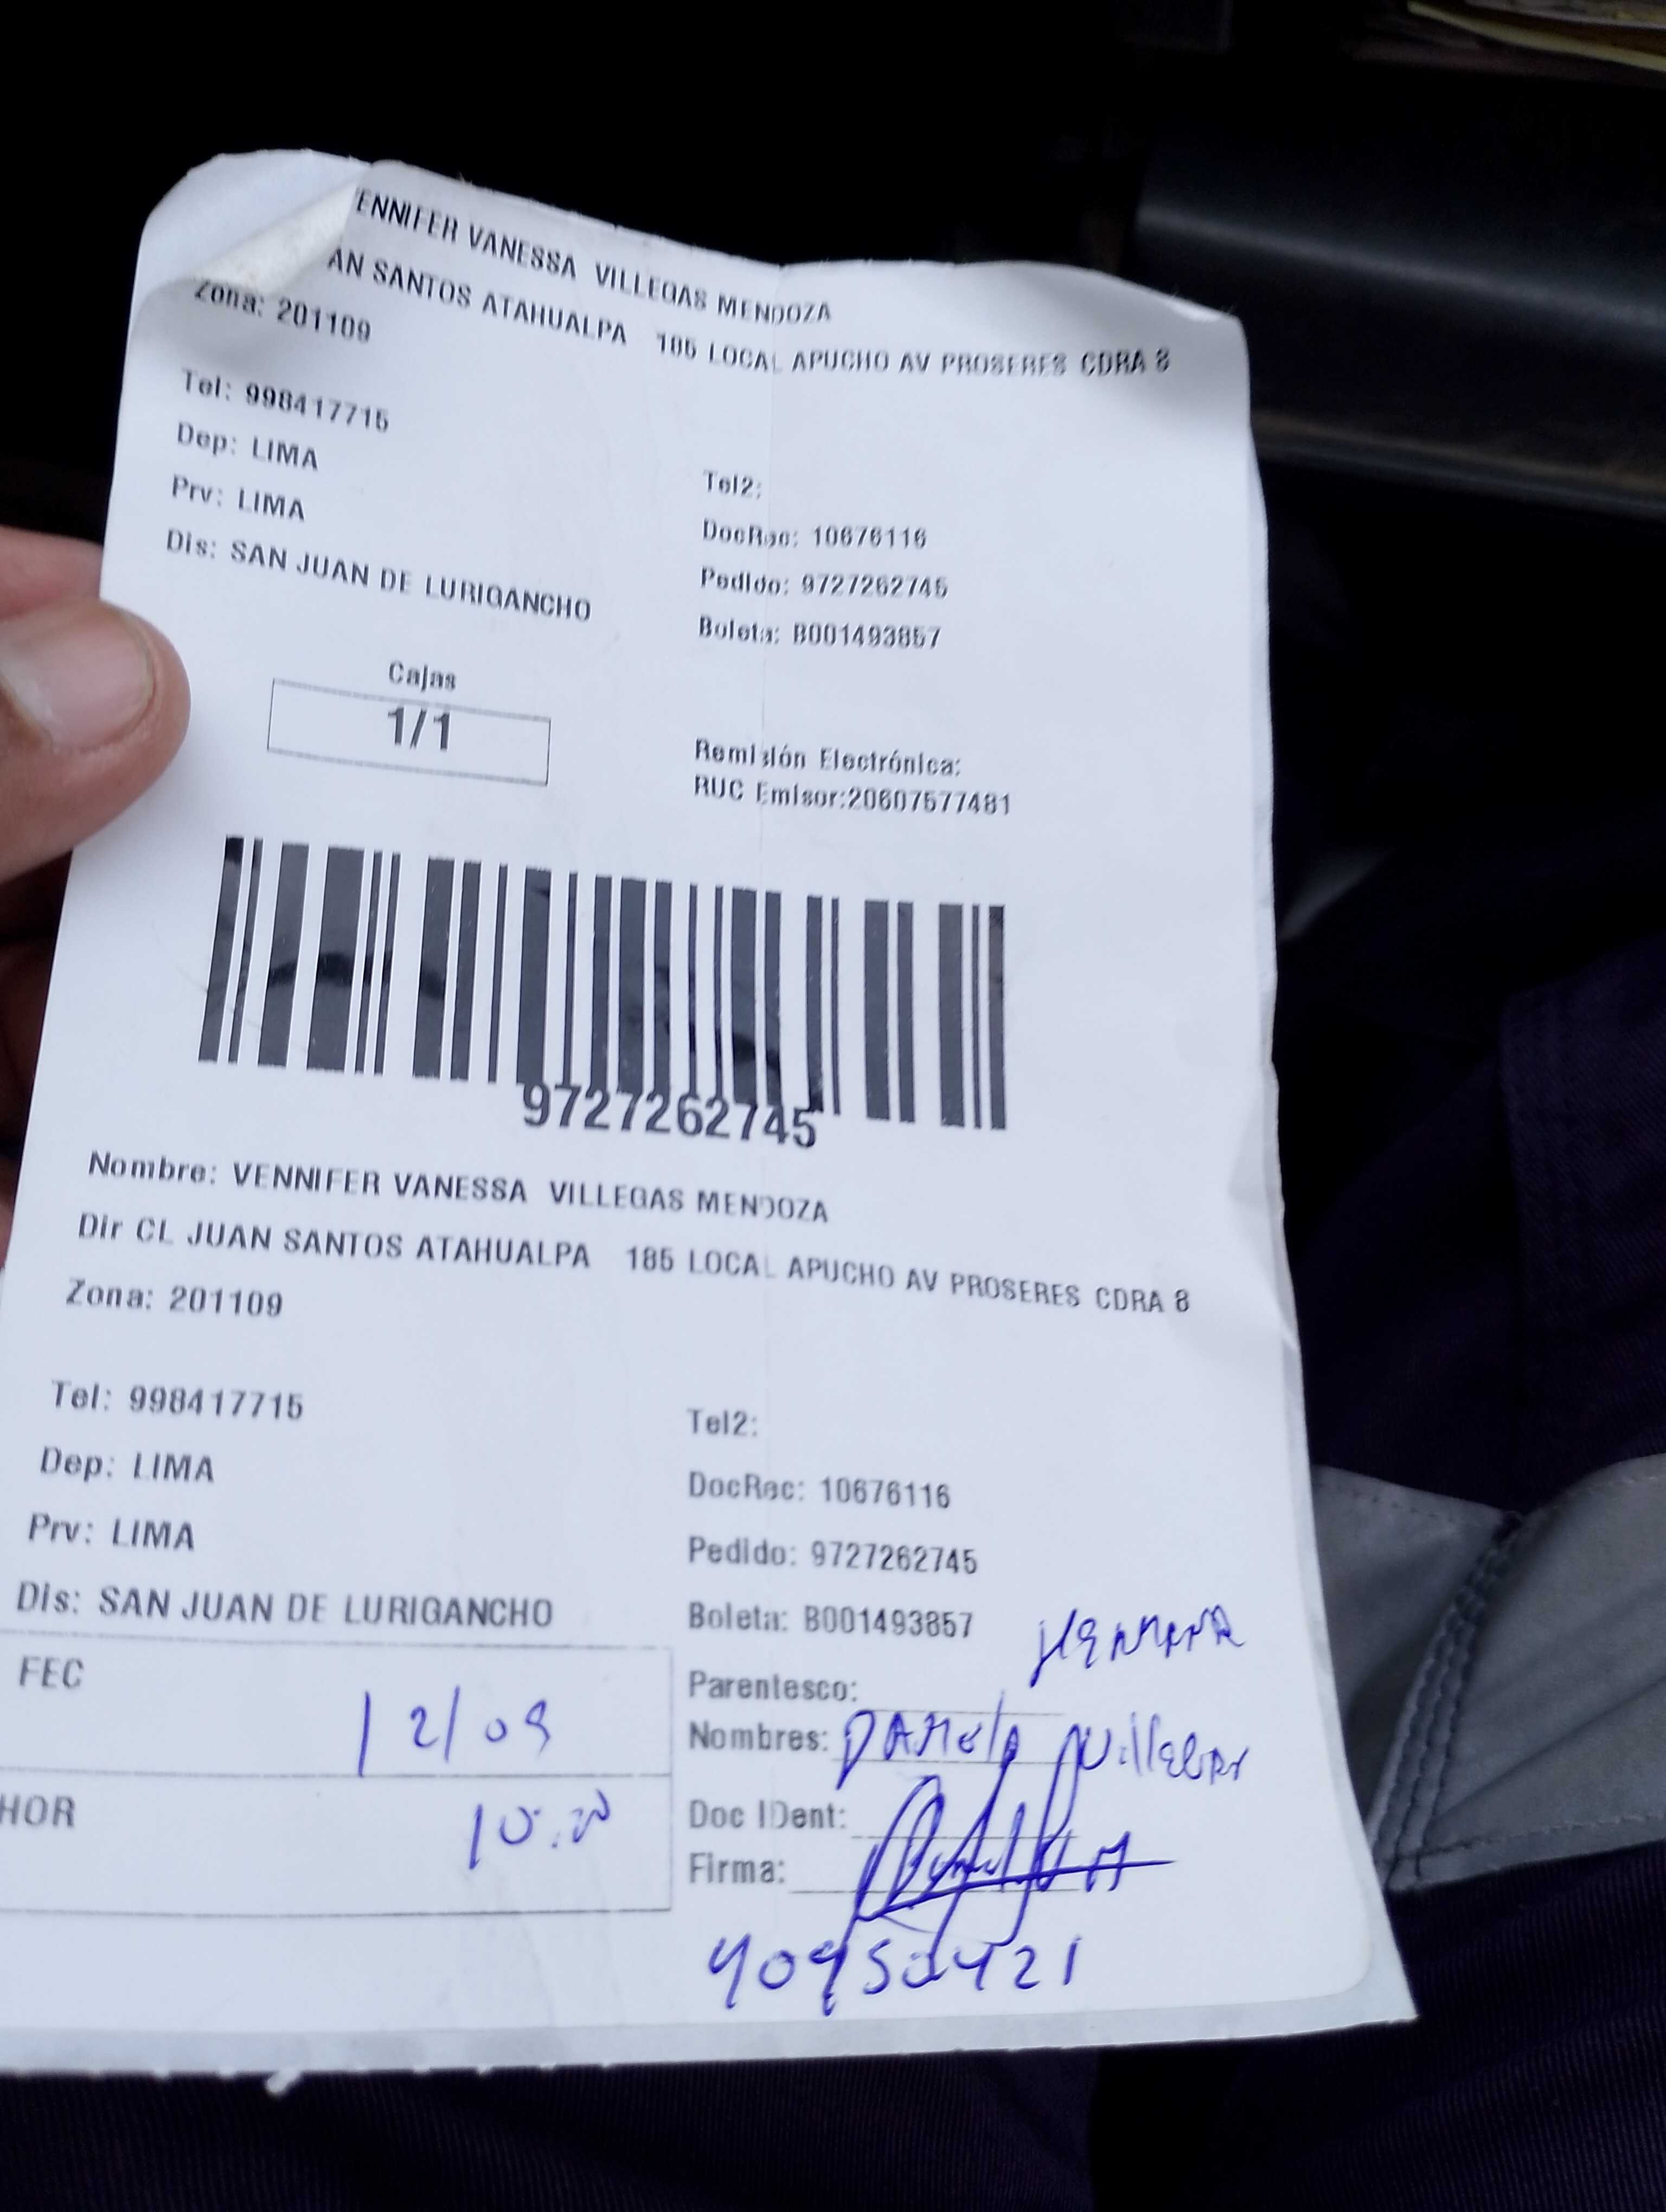 ENNIFER VANESSA VILLEGAS MENDOZA
AN SANTOS ATAHUALPA 185 LOCAL APUCHO AV PROSERES CDRA 8
Zona: 201109
Tel: 998417715
Dep: LIMA
Prv: LIMA
Dis: SAN JUAN DE LURIGANCHO
Tel2:
DocRec: 10676116
Pedido: 9727262745
Boleta: B001493857
Cajas
1/1
Remisión Electrónica:
RUC Emisor:20607577481
9727262745
Nombre: VENNIFER VANESSA VILLEGAS MENDOZA
Dir CL JUAN SANTOS ATAHUALPA 185 LOCAL APUCHO AV PROSERES CDRA 8
Zona: 201109
Tel: 998417715
Dep: LIMA
Prv: LIMA
Dis: SAN JUAN DE LURIGANCHO
Tel2:
DocRec: 10676116
Pedido: 9727262745
Boleta: B001493857
FEC 12/09
HOR
Parentesco: HERMANA
Nombres: Villegas
Doc IDent:
Firma: